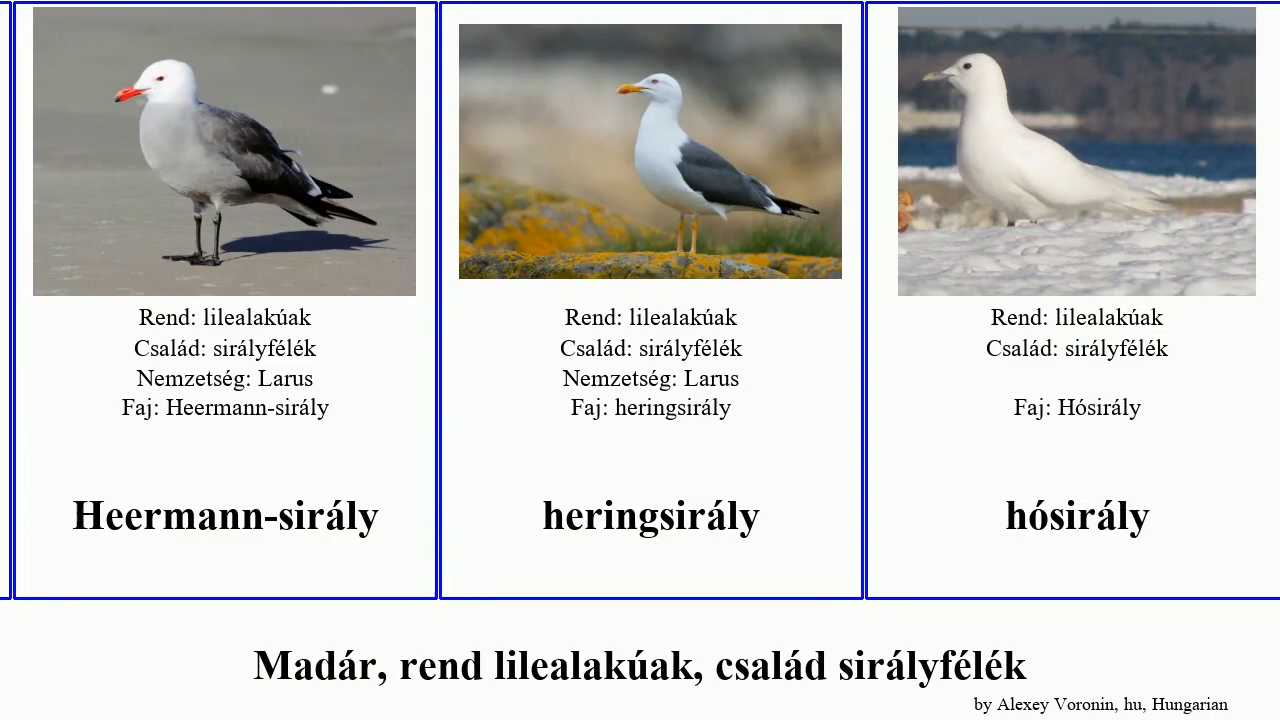 Rend: lilealakúak
Család: sirályfélék
Nemzetség: Larus
Faj: Heermann-sirály
Heermann-sirály
Rend: lilealakúak
Család: sirályfélék
Nemzetség: Larus
Faj: heringsirály
heringsirály
Rend: lilealakúak
Család: sirályfélék
Faj: Hósirály
hósirály
Madár, rend lilealakúak, család sirályfélék
by Alexey Voronin, hu, Hungarian